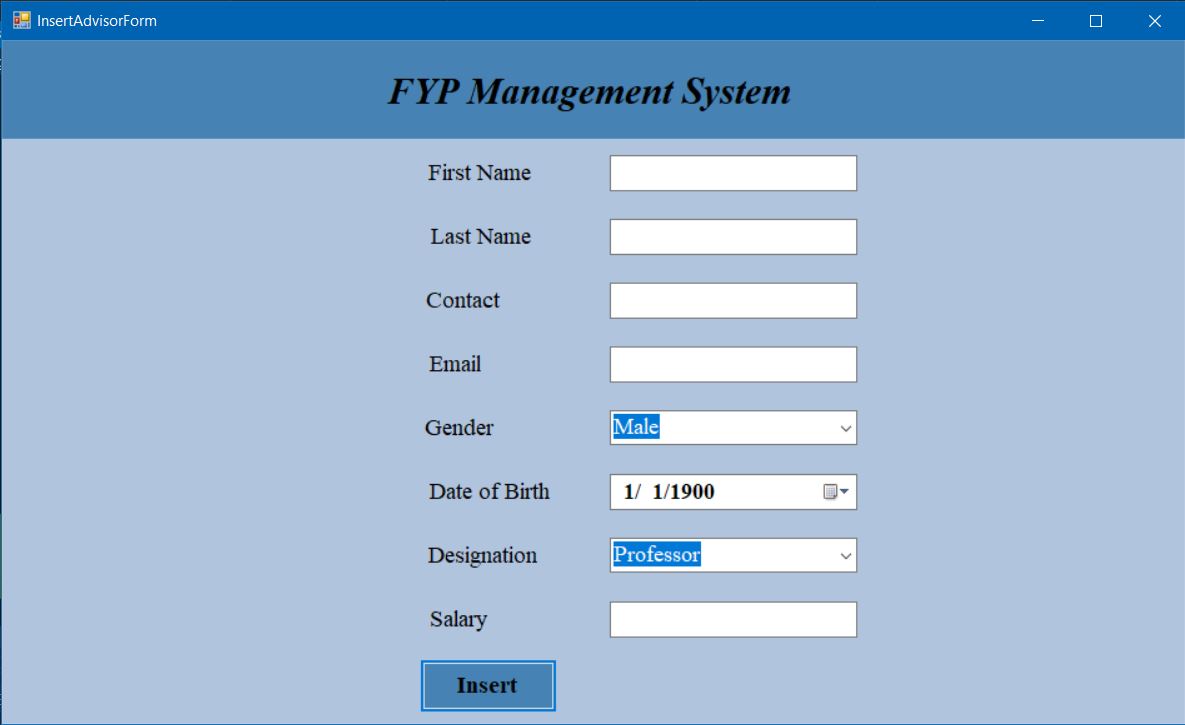 InsertAdvisorForm
FYP Management System
First Name
Last Name
Contact
Email
Gender Male
Date of Birth 1/ 1/1900
Designation Professor
Salary
Insert